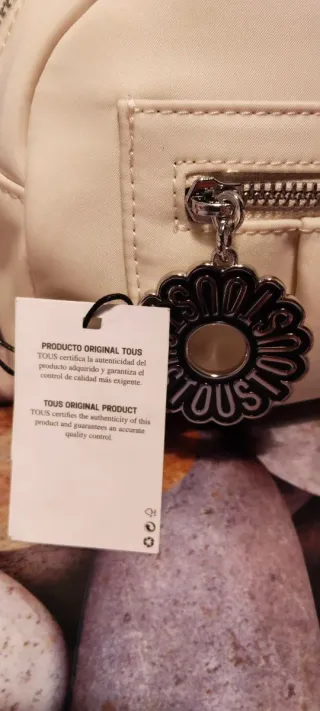 PRODUCTO ORIGINAL TOUS
TOUS certifica la autenticidad del
producto adquirido y garantiza el
control de calidad más exigente.
TOUS ORIGINAL PRODUCT
TOUS certifies the authenticity of this
product and guarantees an accurate
quality control.
TOUSTOUSTOUSTOUS